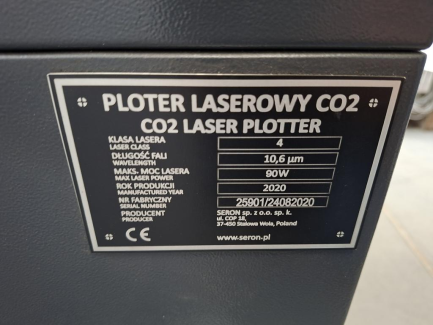 PLOTER LASEROWY CO2
CO2 LASER PLOTTER
KLASA LASERA
LASER CLASS
4
DŁUGOŚĆ FALI
WAVELENGTH
10,6 µm
MAKS. MOC LASERA
MAX LASER POWER
90W
ROK PRODUKCJI
MANUFACTURED YEAR
2020
NR FABRYCZNY
SERIAL NUMBER
25901/24082020
PRODUCENT
PRODUCER
SERON sp. z o.o. sp. k.
ul. COP 18,
37-450 Stalowa Wola, Poland
CE
www.seron.pl